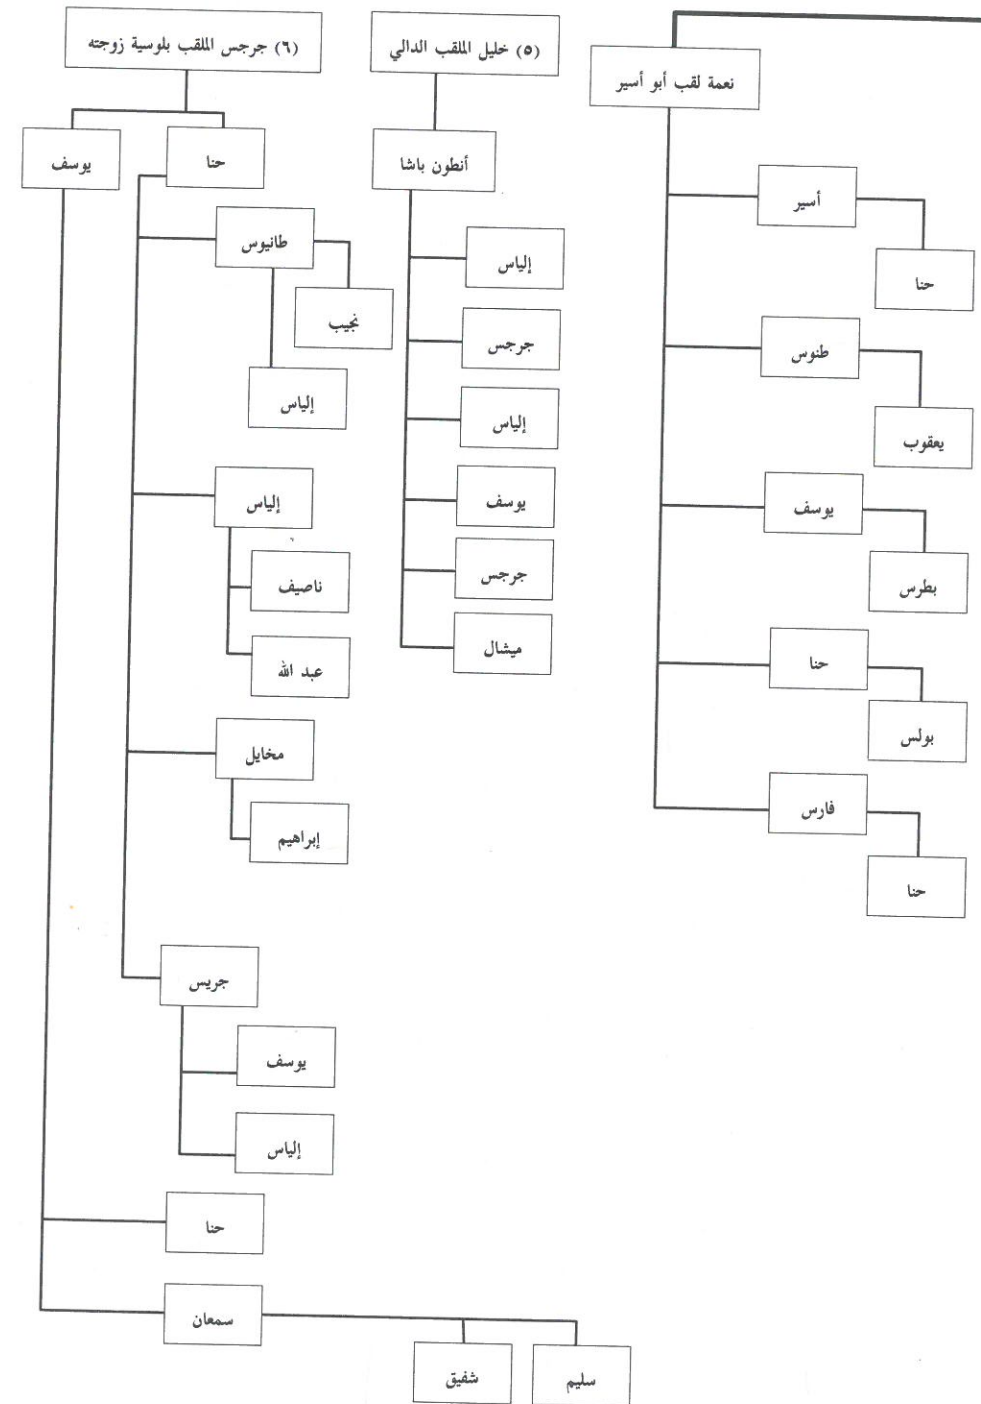 نعمة لقب أبو أسير
أسير
حنا
طنوس
يعقوب
يوسف
بطرس
حنا
بولس
فارس
حنا
(٥) خليل الملقب الدالي
أنطون باشا
إلياس
جرجس
إلياس
يوسف
جرجس
ميشال
(٦) جرجس الملقب بلوسية زوجته
حنا
يوسف
طانيوس
نجيب
إلياس
إلياس
ناصيف
عبد الله
مخايل
إبراهيم
جريس
يوسف
إلياس
حنا
سمعان
سليم
شفيق